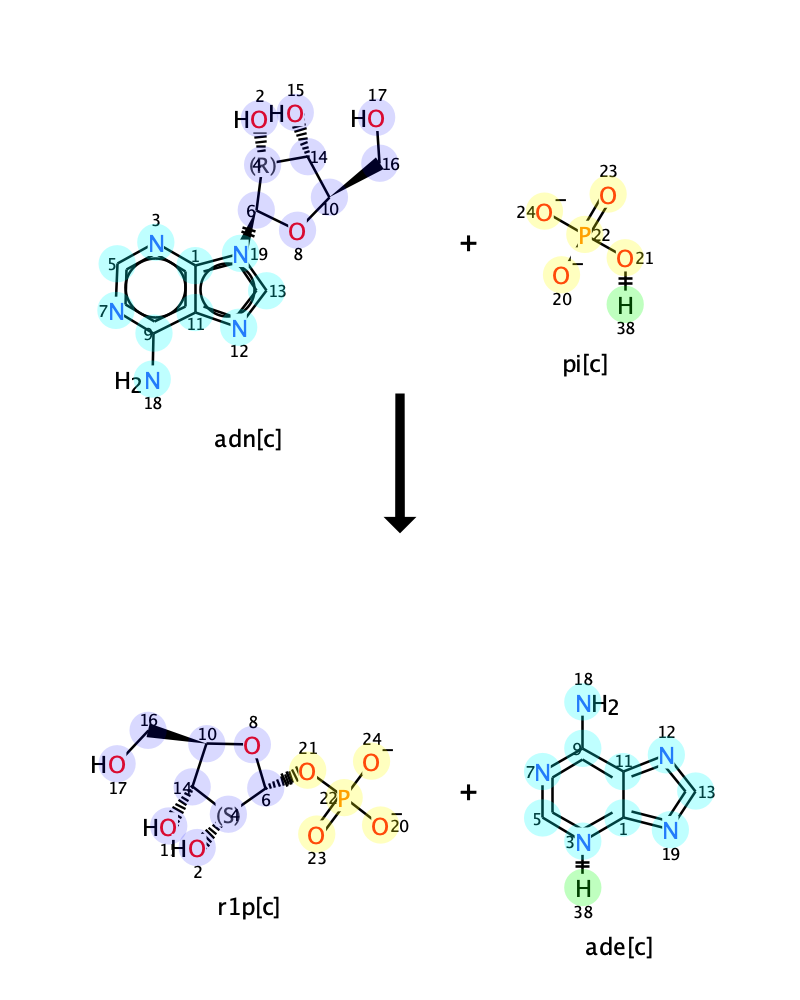 2 15 17
HO HO HO
(R) 4 14 16
3 6 10
N O 8
5 1 N 19
7 N 13
9 11 N 12
H2N
18
adn[c]
+
23
24 O− O
P 22
O− O 21
20 H
38
pi[c]
16 10 8 24
HO O 21 O−
17 14 O
(S) 4 6 22 P
HO O O− 20
HO 23
2
r1p[c]
+
18
NH2
9 12
7 N 11 N
13
5 1 N
3 N 19
H
38
ade[c]